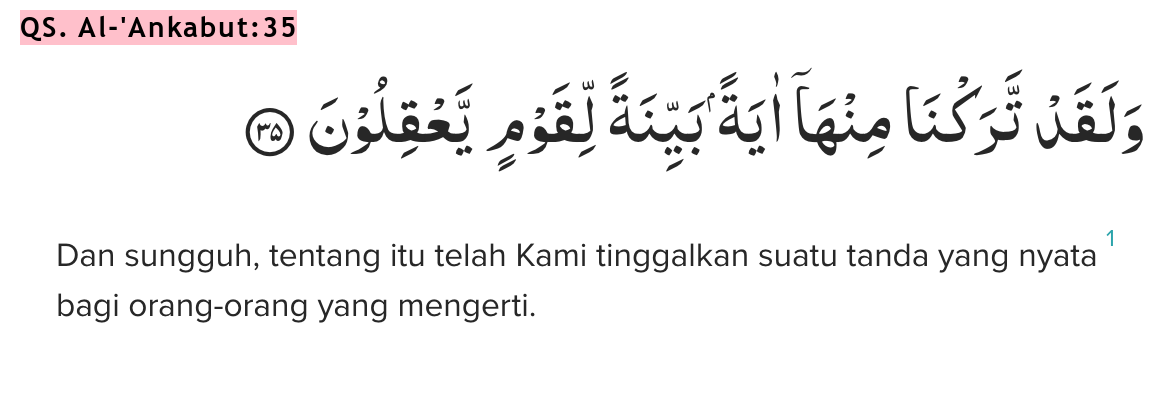 QS. Al-'Ankabut:35
وَلَقَدْ تَّرَكْنَا مِنْهَآ اٰيَةً ۢ بَيِّنَةً لِّقَوْمٍ يَّعْقِلُوْنَ ۝٣٥
Dan sungguh, tentang itu telah Kami tinggalkan suatu tanda yang nyata 1
bagi orang-orang yang mengerti.